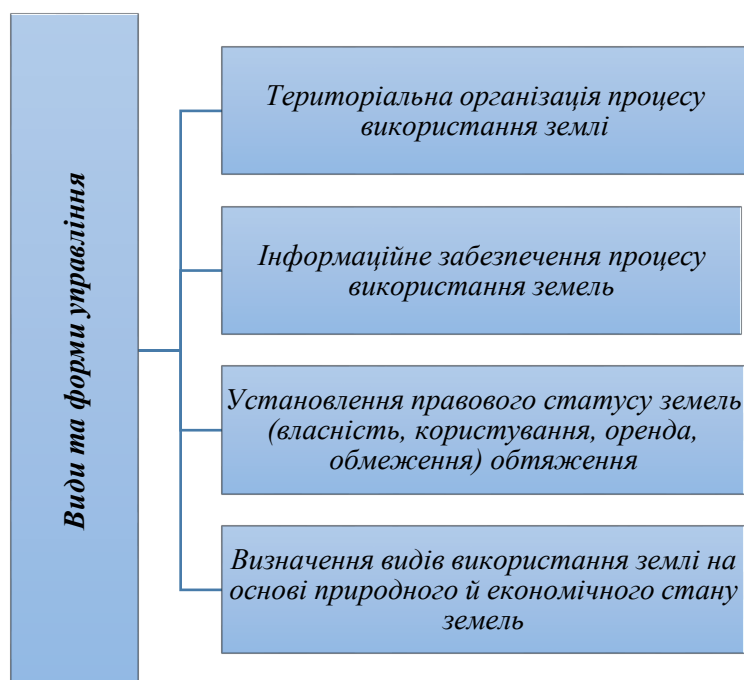 Види та форми управління
Територіальна організація процесу
використання землі
Інформаційне забезпечення процесу
використання земель
Установлення правового статусу земель
(власність, користування, оренда,
обмеження) обтяження
Визначення видів використання землі на
основі природного й економічного стану
земель